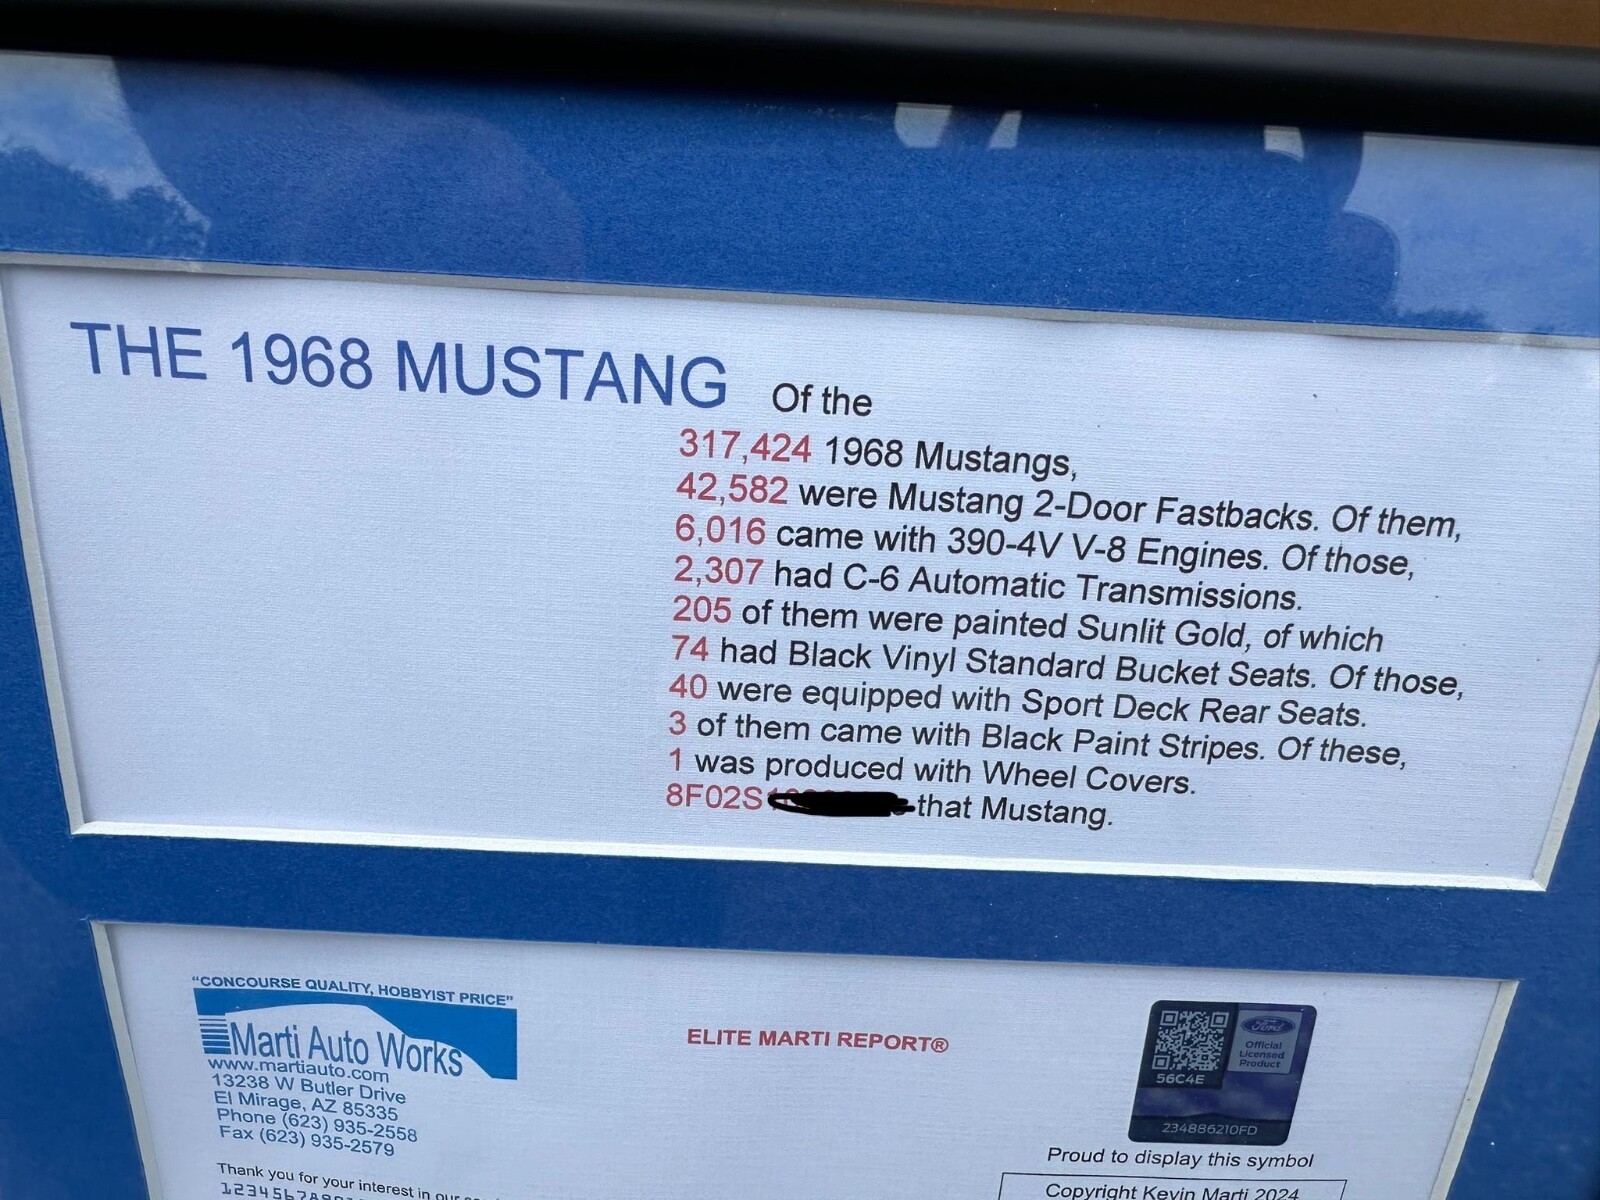 THE 1968 MUSTANG Of the
317,424 1968 Mustangs,
42,582 were Mustang 2-Door Fastbacks. Of them,
6,016 came with 390-4V V-8 Engines. Of those,
2,307 had C-6 Automatic Transmissions.
205 of them were painted Sunlit Gold, of which
74 had Black Vinyl Standard Bucket Seats. Of those,
40 were equipped with Sport Deck Rear Seats.
3 of them came with Black Paint Stripes. Of these,
1 was produced with Wheel Covers.
8F02S that Mustang.
"CONCOURSE QUALITY, HOBBYIST PRICE"
Marti Auto Works
www.martiauto.com
13238 W Butler Drive
El Mirage, AZ 85335
Phone (623) 935-2558
Fax (623) 935-2579
Thank you for your interest in our
ELITE MARTI REPORT®
Ford
Official
Licensed
Product
56C4E
234886210FD
Proud to display this symbol
Copyright Kevin Marti 2024